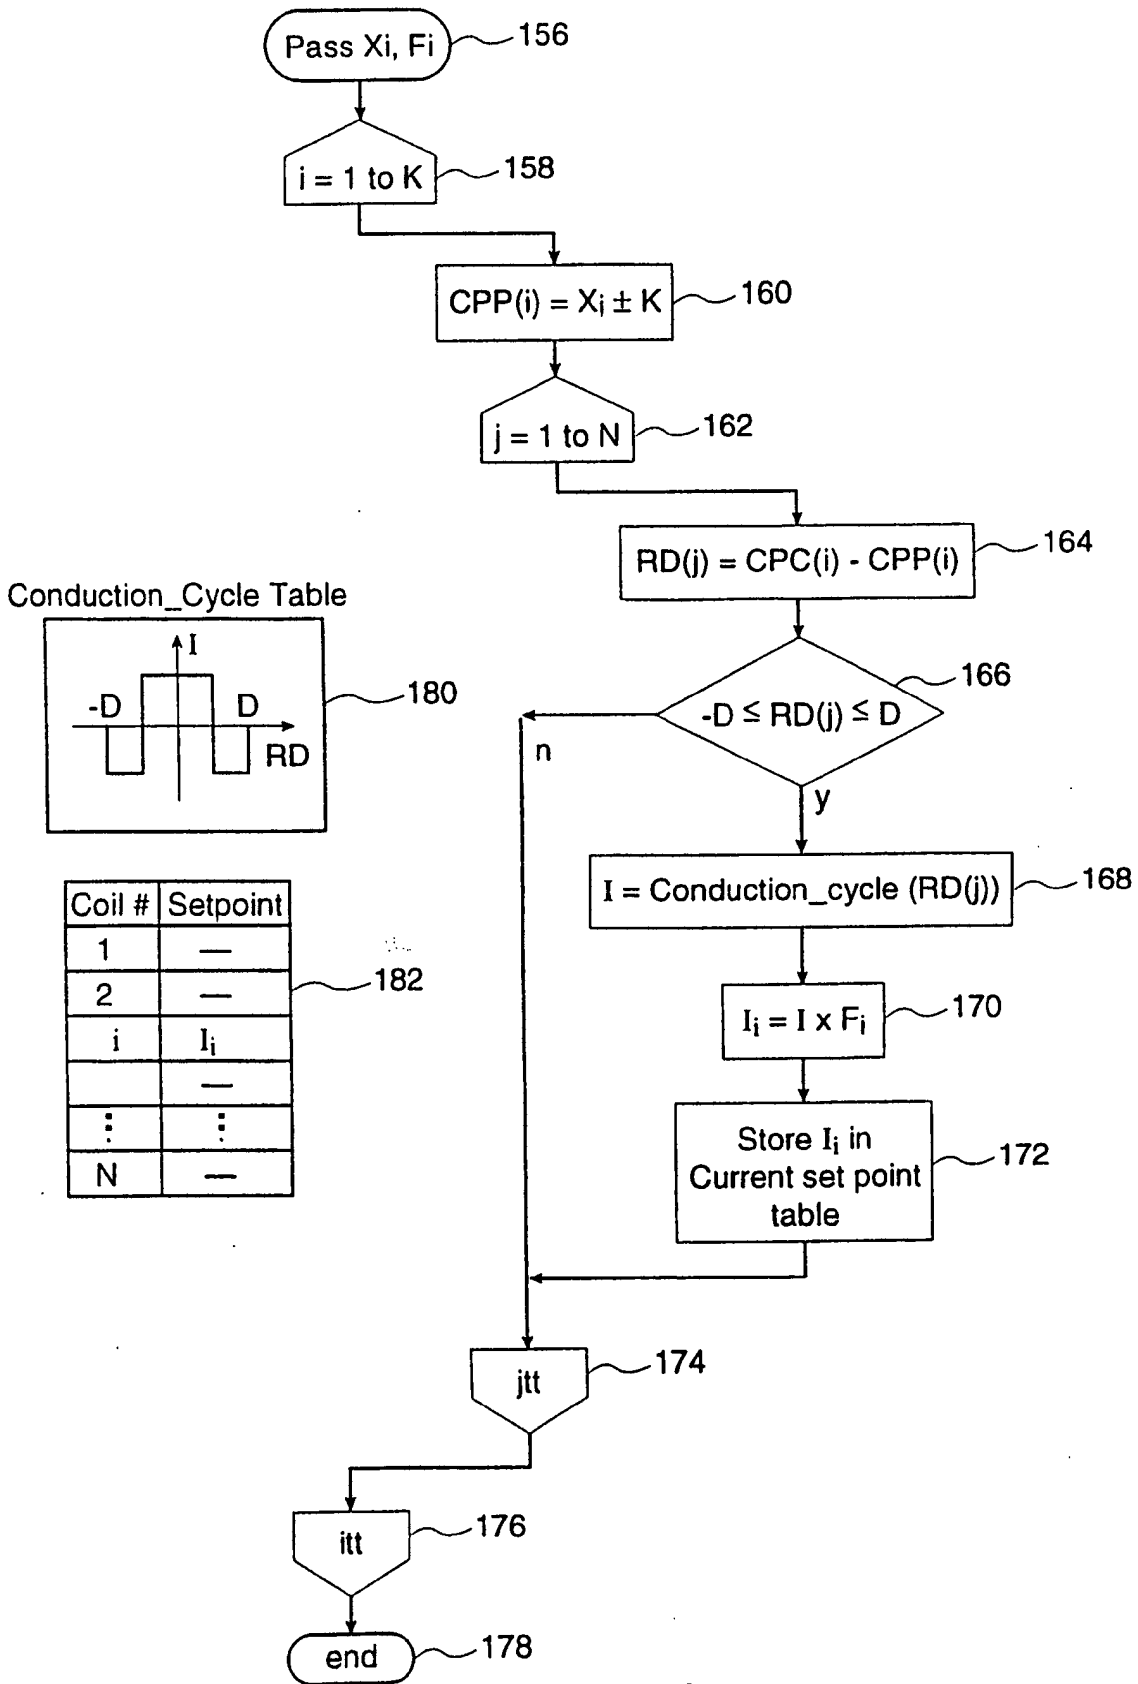 Pass Xi, Fi
156
i = 1 to K
158
CPP(i) = Xi ± K
160
j = 1 to N
162
RD(j) = CPC(i) - CPP(i)
164
-D ≤ RD(j) ≤ D
166
n
y
I = Conduction_cycle (RD(j))
168
Ii = I x Fi
170
Store Ii in
Current set point
table
172
jtt
174
itt
176
end
178
Conduction_Cycle Table
I
-D D
RD
180
Coil # Setpoint
1 —
2 —
i Ii
—
⋮ ⋮
N —
182